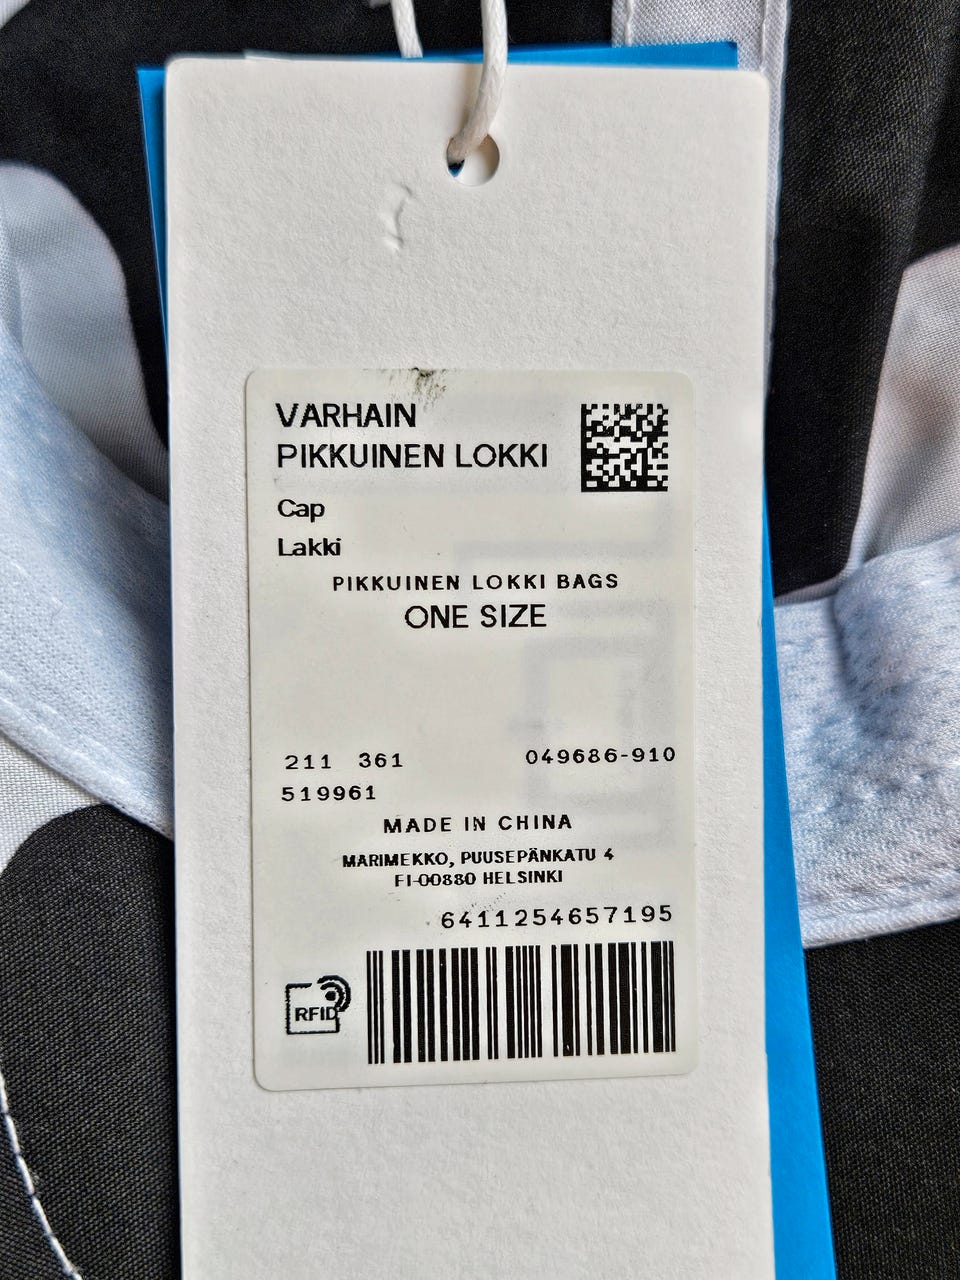 VARHAIN
PIKKUINEN LOKKI
Cap
Lakki
PIKKUINEN LOKKI BAGS
ONE SIZE
211 361 049686-910
519961
MADE IN CHINA
MARIMEKKO, PUUSEPÄNKATU 4
FI-00880 HELSINKI
6411254657195
RFID